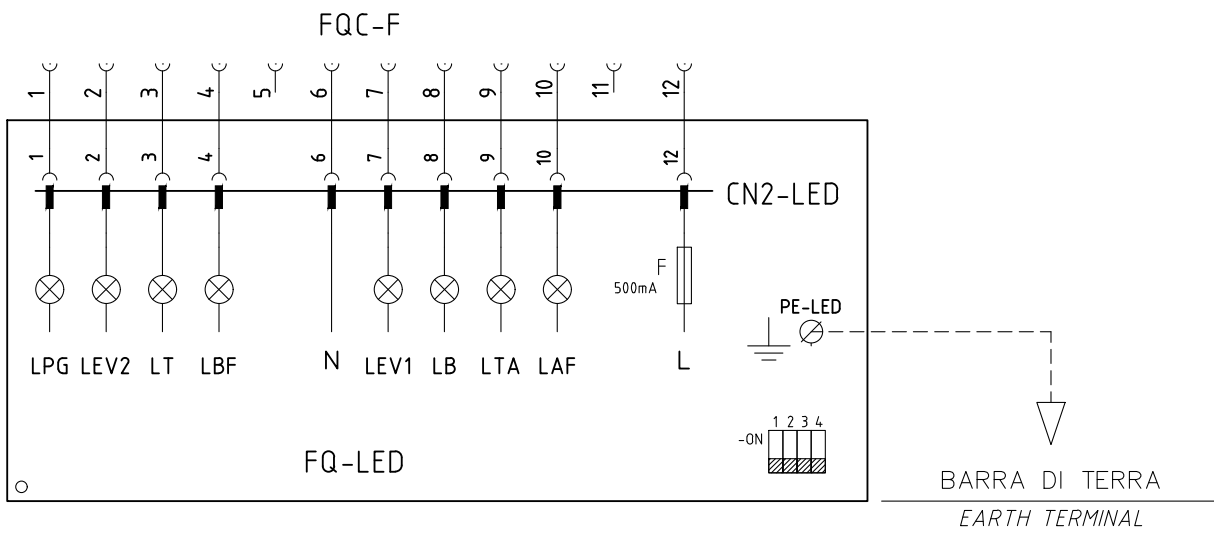 FQC-F
1 2 3 4 5 6 7 8 9 10 11 12
1 2 3 4 6 7 8 9 10 12
CN2-LED
F
500mA
PE-LED
LPG LEV2 LT LBF N LEV1 LB LTA LAF L
1 2 3 4
-ON
FQ-LED
BARRA DI TERRA
EARTH TERMINAL